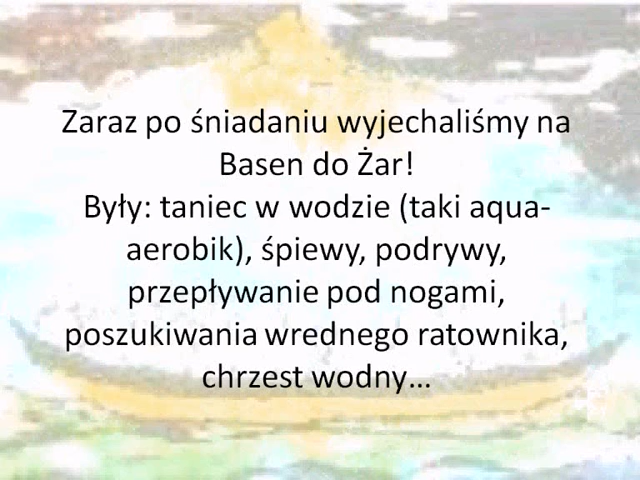 Zaraz po śniadaniu wyjechaliśmy na
Basen do Żar!
Były: taniec w wodzie (taki aqua-
aerobik), śpiewy, podrywy,
przepływanie pod nogami,
poszukiwania wrednego ratownika,
chrzest wodny…